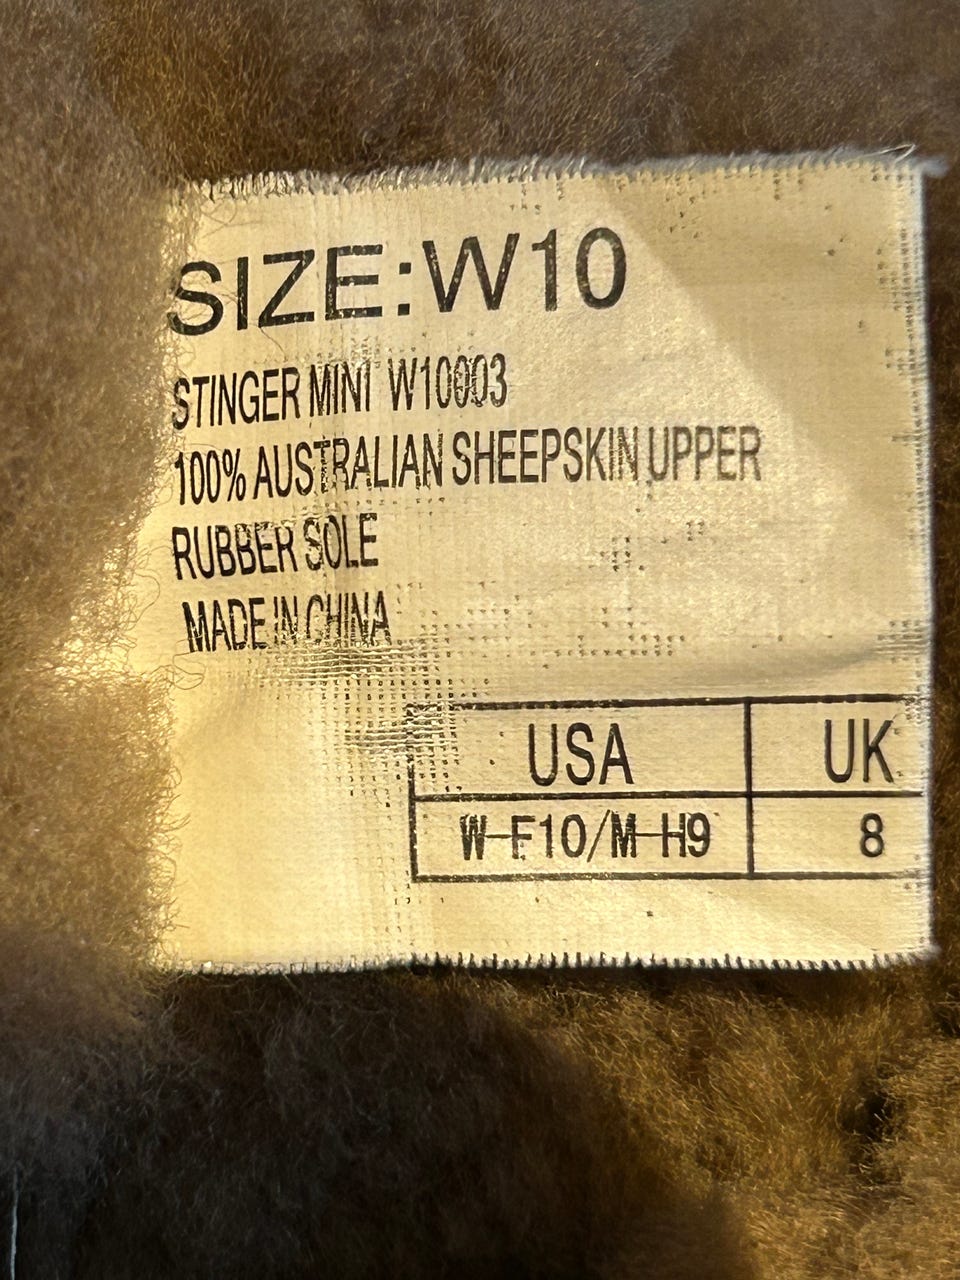 SIZE:W10
STINGER MINI W10003
100% AUSTRALIAN SHEEPSKIN UPPER
RUBBER SOLE
MADE IN CHINA
USA UK
W-F10/M-H9 8